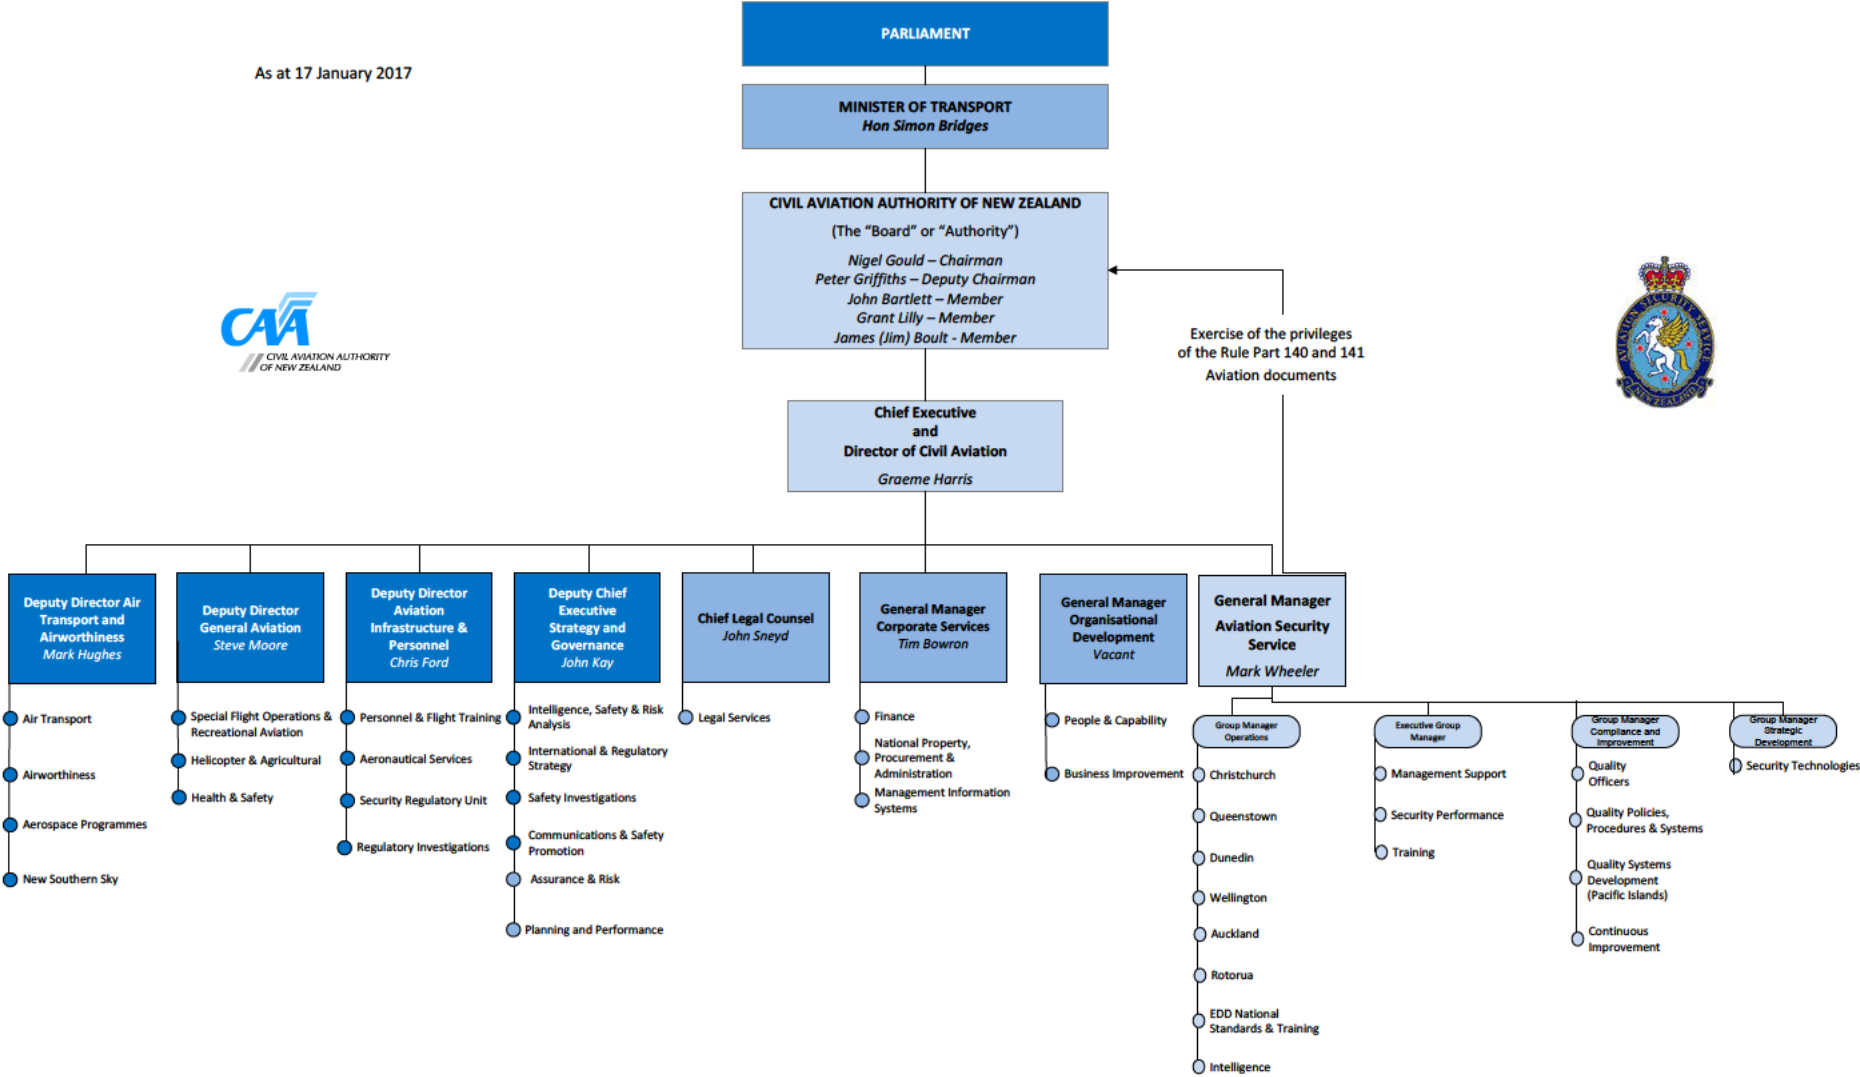 PARLIAMENT
As at 17 January 2017
MINISTER OF TRANSPORT
Hon Simon Bridges
CIVIL AVIATION AUTHORITY OF NEW ZEALAND
(The “Board” or “Authority”)
Nigel Gould – Chairman
Peter Griffiths – Deputy Chairman
John Bartlett – Member
Grant Lilly – Member
James (Jim) Boult - Member
CAA
CIVIL AVIATION AUTHORITY
OF NEW ZEALAND
Exercise of the privileges
of the Rule Part 140 and 141
Aviation documents
AVIATION SECURITY SERVICE
NEW ZEALAND
Chief Executive
and
Director of Civil Aviation
Graeme Harris
Deputy Director Air
Transport and
Airworthiness
Mark Hughes
Air Transport
Airworthiness
Aerospace Programmes
New Southern Sky
Deputy Director
General Aviation
Steve Moore
Special Flight Operations &
Recreational Aviation
Helicopter & Agricultural
Health & Safety
Deputy Director
Aviation
Infrastructure &
Personnel
Chris Ford
Personnel & Flight Training
Aeronautical Services
Security Regulatory Unit
Regulatory Investigations
Deputy Chief
Executive
Strategy and
Governance
John Kay
Intelligence, Safety & Risk
Analysis
International & Regulatory
Strategy
Safety Investigations
Communications & Safety
Promotion
Assurance & Risk
Planning and Performance
Chief Legal Counsel
John Sneyd
Legal Services
General Manager
Corporate Services
Tim Bowron
Finance
National Property,
Procurement &
Administration
Management Information
Systems
General Manager
Organisational
Development
Vacant
People & Capability
Business Improvement
General Manager
Aviation Security
Service
Mark Wheeler
Group Manager
Operations
Christchurch
Queenstown
Dunedin
Wellington
Auckland
Rotorua
EDD National
Standards & Training
Intelligence
Executive Group
Manager
Management Support
Security Performance
Training
Group Manager
Compliance and
Improvement
Quality
Officers
Quality Policies,
Procedures & Systems
Quality Systems
Development
(Pacific Islands)
Continuous
Improvement
Group Manager
Strategic
Development
Security Technologies